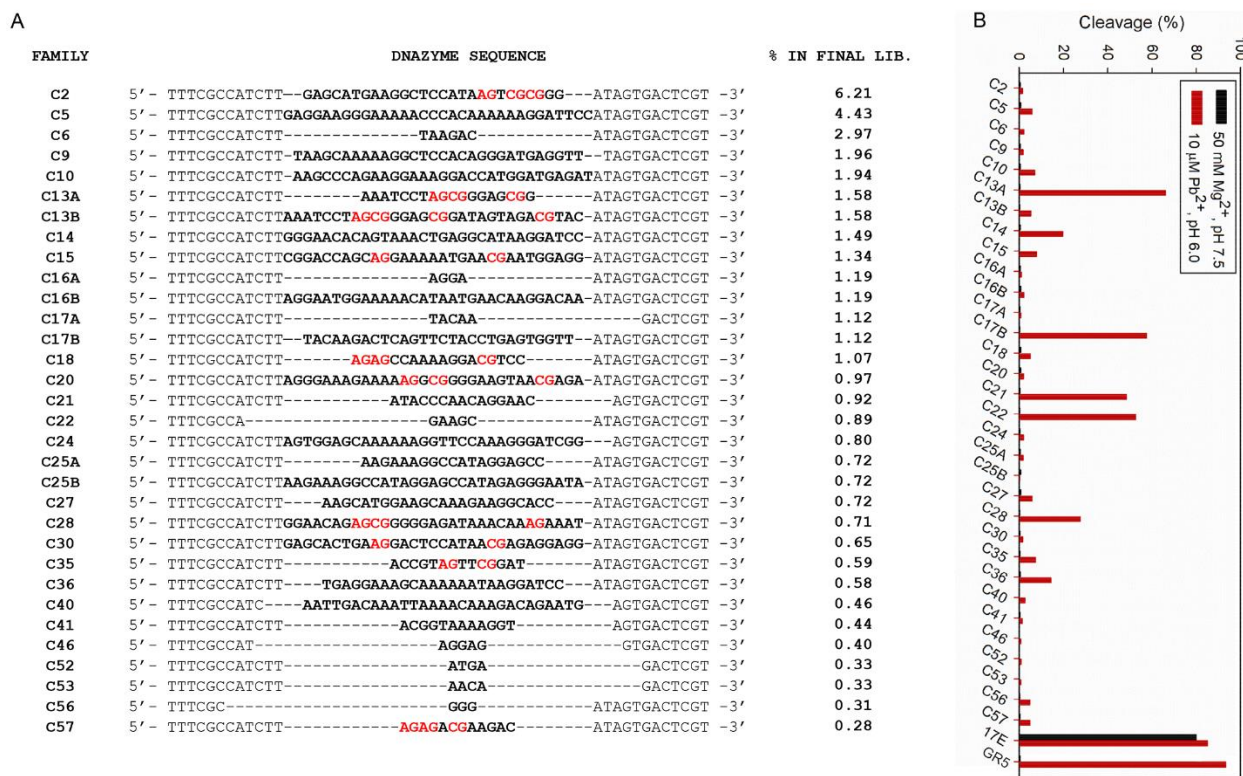 A
FAMILY DNAZYME SEQUENCE % IN FINAL LIB.
C2 5'- TTTCGCCATCTT--GAGCATGAAGGCTCCATAAGTCGCGGG---ATAGTGACTCGT -3' 6.21
C5 5'- TTTCGCCATCTTGAGGAAGGGAAAAACCCACAAAAAAGGATTCCATAGTGACTCGT -3' 4.43
C6 5'- TTTCGCCATCTT--------------TAAGAC------------ATAGTGACTCGT -3' 2.97
C9 5'- TTTCGCCATCTT-TAAGCAAAAAGGCTCCACAGGGATGAGGTT--TAGTGACTCGT -3' 1.96
C10 5'- TTTCGCCATCTT-AAGCCCAGAAGGAAAGGACCATGGATGAGATATAGTGACTCGT -3' 1.94
C13A 5'- TTTCGCCATCTT--------AAATCCTAGCGGGAGCGG------ATAGTGACTCGT -3' 1.58
C13B 5'- TTTCGCCATCTTAAATCCTAGCGGGAGCGGATAGTAGACGTAC-ATAGTGACTCGT -3' 1.58
C14 5'- TTTCGCCATCTTGGGAACACAGTAAACTGAGGCATAAGGATCC-ATAGTGACTCGT -3' 1.49
C15 5'- TTTCGCCATCTTCGGACCAGCAGGAAAAATGAACGAATGGAGG-ATAGTGACTCGT -3' 1.34
C16A 5'- TTTCGCCATCTT---------------AGGA-------------ATAGTGACTCGT -3' 1.19
C16B 5'- TTTCGCCATCTTAGGAATGGAAAAACATAATGAACAAGGACAA-ATAGTGACTCGT -3' 1.19
C17A 5'- TTTCGCCATCTT---------------TACAA-----------------GACTCGT -3' 1.12
C17B 5'- TTTCGCCATCTT--TACAAGACTCAGTTCTACCTGAGTGGTT--ATAGTGACTCGT -3' 1.12
C18 5'- TTTCGCCATCTT-------AGAGCCAAAAGGACGTCC-------ATAGTGACTCGT -3' 1.07
C20 5'- TTTCGCCATCTTAGGGAAAGAAAAAGGCGGGGAAGTAACGAGA-ATAGTGACTCGT -3' 0.97
C21 5'- TTTCGCCATCTT-----------ATACCCAACAGGAAC--------AGTGACTCGT -3' 0.92
C22 5'- TTTCGCCA-------------------GAAGC------------ATAGTGACTCGT -3' 0.89
C24 5'- TTTCGCCATCTTAGTGGAGCAAAAAAGGTTCCAAAGGGATCGG---AGTGACTCGT -3' 0.80
C25A 5'- TTTCGCCATCTT--------AAGAAAGGCCATAGGAGCC-----ATAGTGACTCGT -3' 0.72
C25B 5'- TTTCGCCATCTTAAGAAAGGCCATAGGAGCCATAGAGGGAATA-ATAGTGACTCGT -3' 0.72
C27 5'- TTTCGCCATCTT----AAGCATGGAAGCAAAGAAGGCACC----ATAGTGACTCGT -3' 0.72
C28 5'- TTTCGCCATCTTGGAACAGAGCGGGGGAGATAAACAAAGAAAT-ATAGTGACTCGT -3' 0.71
C30 5'- TTTCGCCATCTTGAGCACTGAAGGACTCCATAACGAGAGGAGG-ATAGTGACTCGT -3' 0.65
C35 5'- TTTCGCCATCTT-----------ACCGTAGTTCGGAT-------ATAGTGACTCGT -3' 0.59
C36 5'- TTTCGCCATCTT----TGAGGAAAGCAAAAAATAAGGATCC---ATAGTGACTCGT -3' 0.58
C40 5'- TTTCGCCATC----AATTGACAAATTAAAACAAAGACAGAATG---AGTGACTCGT -3' 0.46
C41 5'- TTTCGCCATCTT------------ACGGTAAAAGGT----------AGTGACTCGT -3' 0.44
C46 5'- TTTCGCCAT-------------------AGGAG--------------GTGACTCGT -3' 0.40
C52 5'- TTTCGCCATCTT-----------------ATGA----------------GACTCGT -3' 0.33
C53 5'- TTTCGCCATCTT-----------------AACA----------------GACTCGT -3' 0.33
C56 5'- TTTCGC-----------------------GGG------------ATAGTGACTCGT -3' 0.31
C57 5'- TTTCGCCATCTT------------AGAGACGAAGAC--------ATAGTGACTCGT -3' 0.28
B
Cleavage (%)
0 20 40 60 80 100
50 mM Mg²⁺, pH 7.5
10 µM Pb²⁺, pH 6.0
C2
C5
C6
C9
C10
C13A
C13B
C14
C15
C16A
C16B
C17A
C17B
C18
C20
C21
C22
C24
C25A
C25B
C27
C28
C30
C35
C36
C40
C41
C46
C52
C53
C56
C57
17E
GR5